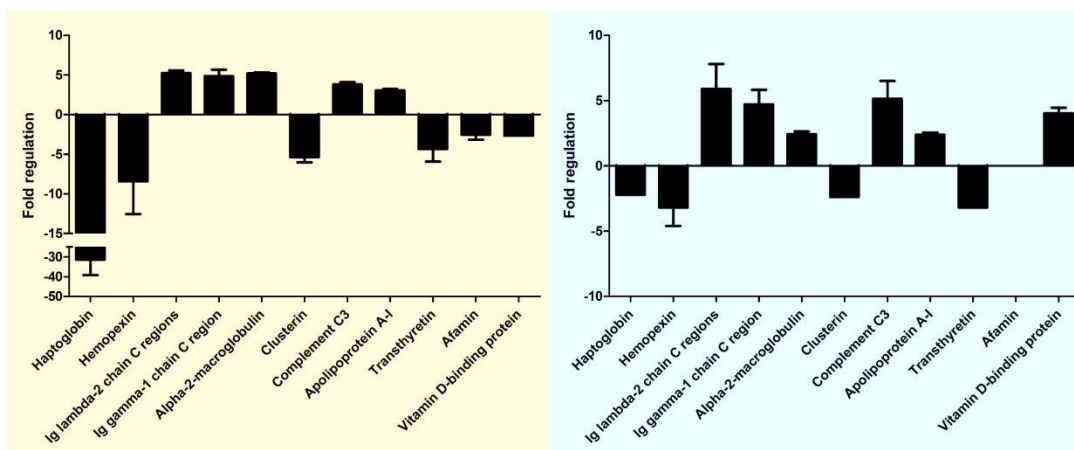 Fold regulation
10
5
0
-5
-10
-15
-30
-40
-50
Haptoglobin
Hemopexin
Ig lambda-2 chain C regions
Ig gamma-1 chain C region
Alpha-2-macroglobulin
Clusterin
Complement C3
Apolipoprotein A-I
Transthyretin
Afamin
Vitamin D-binding protein
Fold regulation
10
5
0
-5
-10
Haptoglobin
Hemopexin
Ig lambda-2 chain C regions
Ig gamma-1 chain C region
Alpha-2-macroglobulin
Clusterin
Complement C3
Apolipoprotein A-I
Transthyretin
Afamin
Vitamin D-binding protein